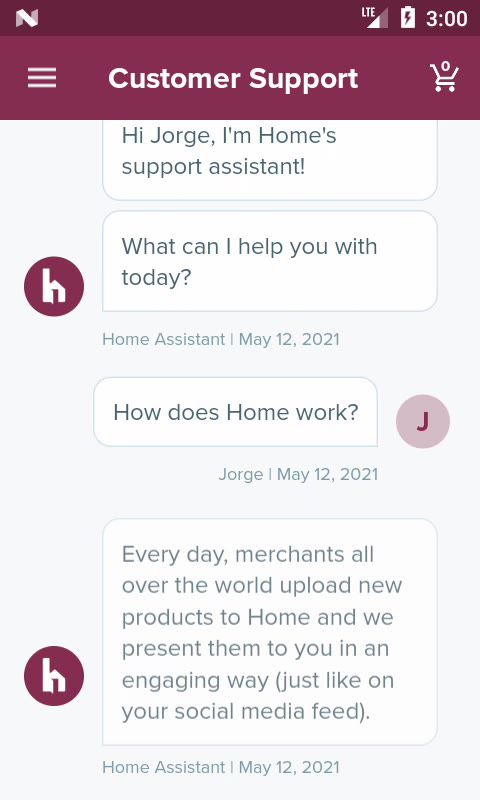 LTE 3:00
Customer Support
0
Hi Jorge, I'm Home's
support assistant!
What can I help you with
today?
h
Home Assistant | May 12, 2021
How does Home work?
J
Jorge | May 12, 2021
Every day, merchants all
over the world upload new
products to Home and we
present them to you in an
engaging way (just like on
your social media feed).
h
Home Assistant | May 12, 2021